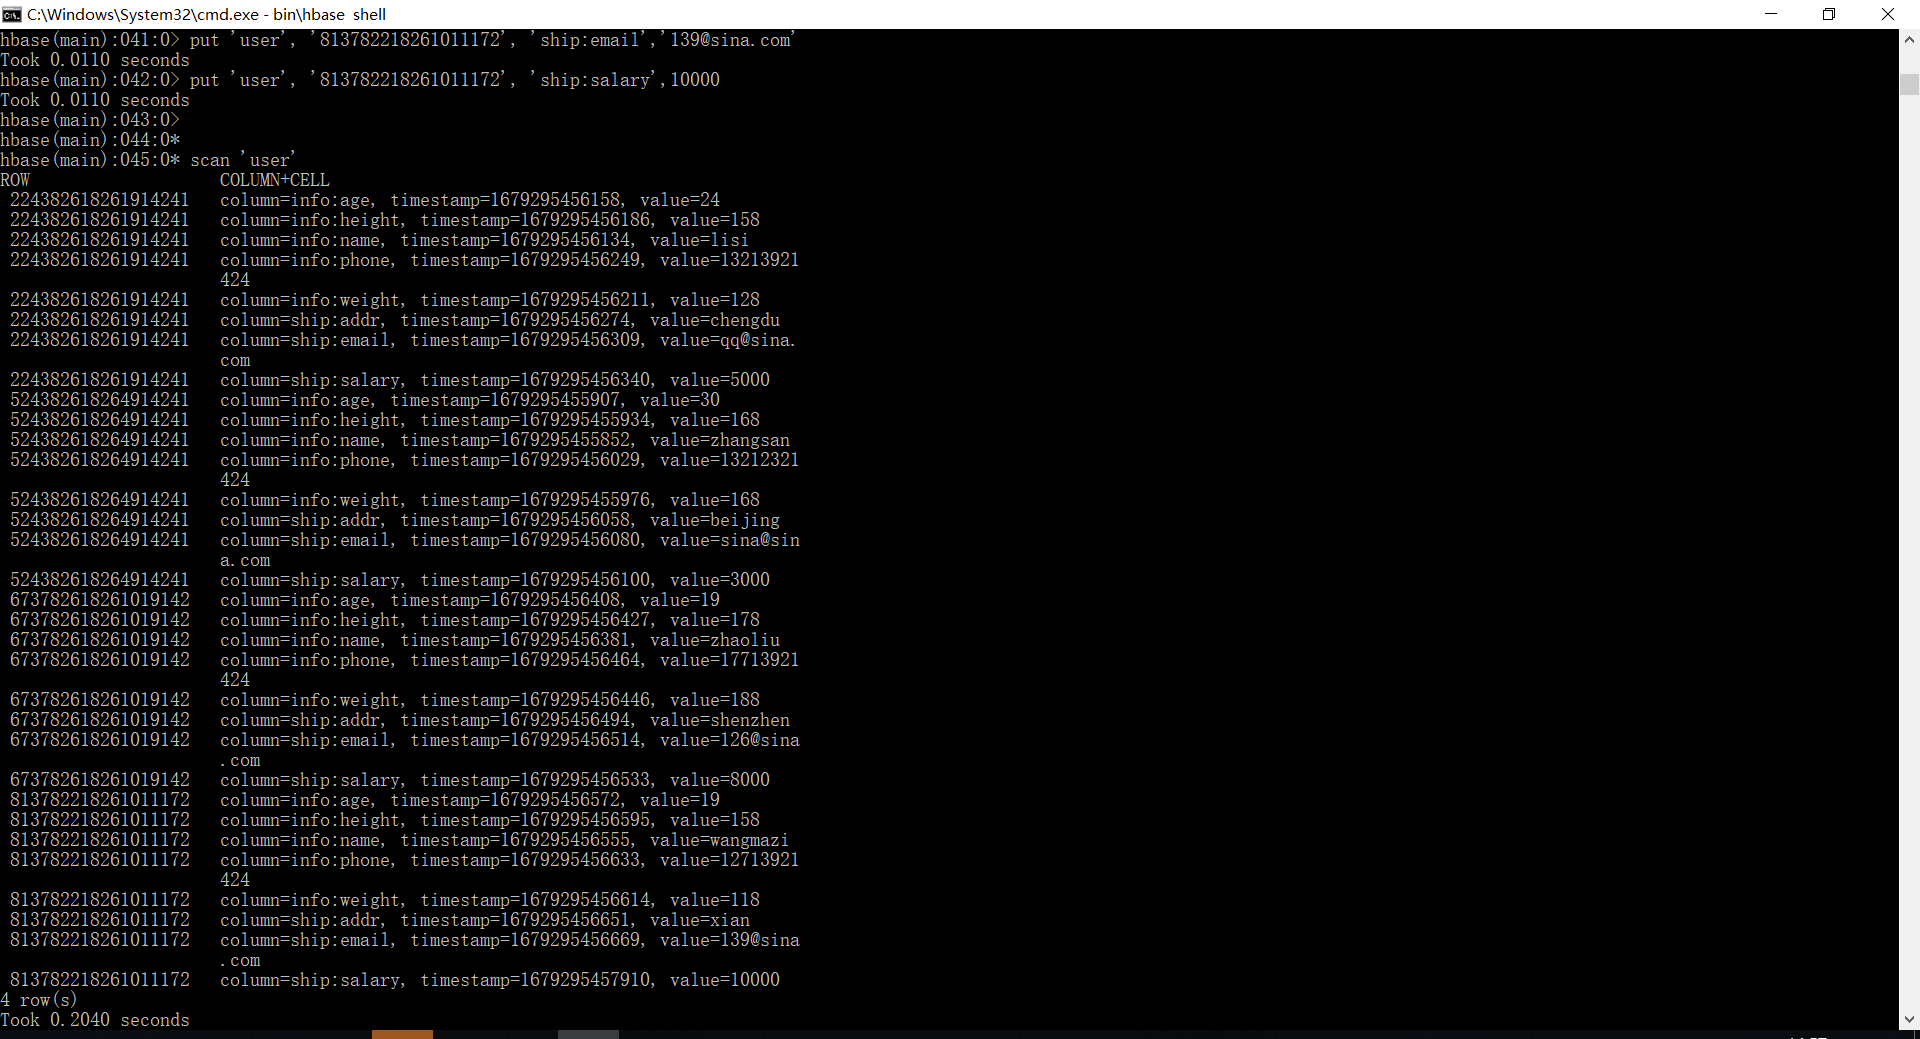 C:\Windows\System32\cmd.exe - bin\hbase  shell
hbase(main):041:0> put 'user', '813782218261011172', 'ship:email','139@sina.com'
Took 0.0110 seconds
hbase(main):042:0> put 'user', '813782218261011172', 'ship:salary',10000
Took 0.0110 seconds
hbase(main):043:0>
hbase(main):044:0*
hbase(main):045:0* scan 'user'
ROW                   COLUMN+CELL
 224382618261914241   column=info:age, timestamp=1679295456158, value=24
 224382618261914241   column=info:height, timestamp=1679295456186, value=158
 224382618261914241   column=info:name, timestamp=1679295456134, value=lisi
 224382618261914241   column=info:phone, timestamp=1679295456249, value=13213921
                      424
 224382618261914241   column=info:weight, timestamp=1679295456211, value=128
 224382618261914241   column=ship:addr, timestamp=1679295456274, value=chengdu
 224382618261914241   column=ship:email, timestamp=1679295456309, value=qq@sina.
                      com
 224382618261914241   column=ship:salary, timestamp=1679295456340, value=5000
 524382618264914241   column=info:age, timestamp=1679295455907, value=30
 524382618264914241   column=info:height, timestamp=1679295455934, value=168
 524382618264914241   column=info:name, timestamp=1679295455852, value=zhangsan
 524382618264914241   column=info:phone, timestamp=1679295456029, value=13212321
                      424
 524382618264914241   column=info:weight, timestamp=1679295455976, value=168
 524382618264914241   column=ship:addr, timestamp=1679295456058, value=beijing
 524382618264914241   column=ship:email, timestamp=1679295456080, value=sina@sin
                      a.com
 524382618264914241   column=ship:salary, timestamp=1679295456100, value=3000
 673782618261019142   column=info:age, timestamp=1679295456408, value=19
 673782618261019142   column=info:height, timestamp=1679295456427, value=178
 673782618261019142   column=info:name, timestamp=1679295456381, value=zhaoliu
 673782618261019142   column=info:phone, timestamp=1679295456464, value=17713921
                      424
 673782618261019142   column=info:weight, timestamp=1679295456446, value=188
 673782618261019142   column=ship:addr, timestamp=1679295456494, value=shenzhen
 673782618261019142   column=ship:email, timestamp=1679295456514, value=126@sina
                      .com
 673782618261019142   column=ship:salary, timestamp=1679295456533, value=8000
 813782218261011172   column=info:age, timestamp=1679295456572, value=19
 813782218261011172   column=info:height, timestamp=1679295456595, value=158
 813782218261011172   column=info:name, timestamp=1679295456555, value=wangmazi
 813782218261011172   column=info:phone, timestamp=1679295456633, value=12713921
                      424
 813782218261011172   column=info:weight, timestamp=1679295456614, value=118
 813782218261011172   column=ship:addr, timestamp=1679295456651, value=xian
 813782218261011172   column=ship:email, timestamp=1679295456669, value=139@sina
                      .com
 813782218261011172   column=ship:salary, timestamp=1679295457910, value=10000
4 row(s)
Took 0.2040 seconds